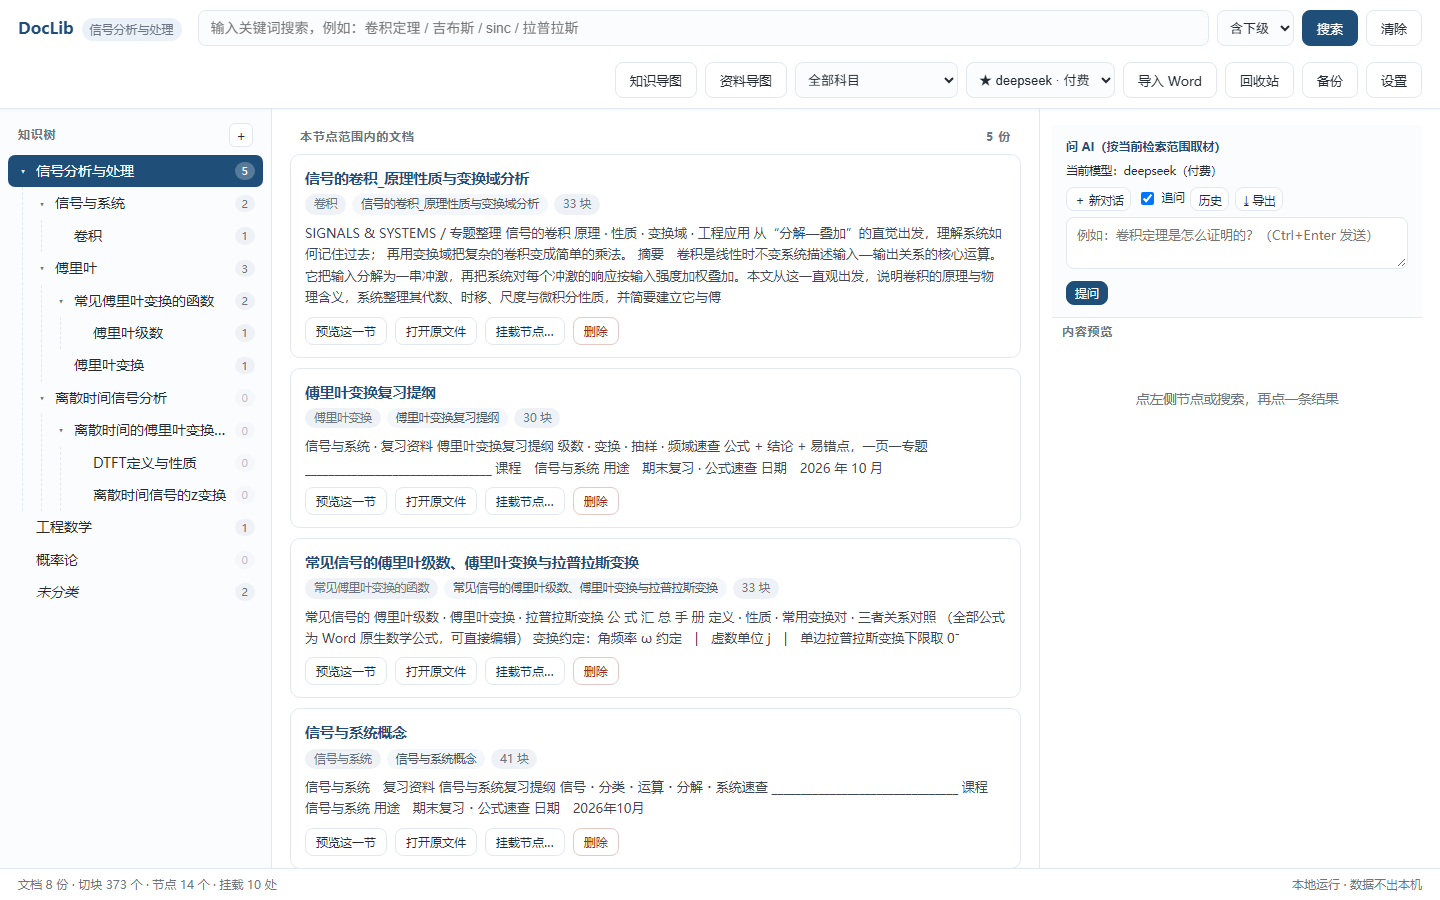 DocLib 信号分析与处理 输入关键词搜索，例如：卷积定理 / 吉布斯 / sinc / 拉普拉斯 含下级 搜索 清除
知识导图 资料导图 全部科目 ★ deepseek · 付费 导入 Word 回收站 备份 设置
知识树 +
信号分析与处理 5
信号与系统 2
卷积 1
傅里叶 3
常见傅里叶变换的函数 2
傅里叶级数 1
傅里叶变换 1
离散时间信号分析 0
离散时间的傅里叶变换... 0
DTFT定义与性质 0
离散时间信号的z变换 0
工程数学 1
概率论 0
未分类 2
本节点范围内的文档 5 份
信号的卷积_原理性质与变换域分析
卷积 信号的卷积_原理性质与变换域分析 33 块
SIGNALS & SYSTEMS / 专题整理 信号的卷积 原理 · 性质 · 变换域 · 工程应用 从“分解—叠加”的直觉出发，理解系统如
何记住过去； 再用变换域把复杂的卷积变成简单的乘法。 摘要 卷积是线性时不变系统描述输入—输出关系的核心运算。
它把输入分解为一串冲激，再把系统对每个冲激的响应按输入强度加权叠加。本文从这一直观出发，说明卷积的原理与物
理含义，系统整理其代数、时移、尺度与微积分性质，并简要建立它与傅
预览这一节 打开原文件 挂载节点... 删除
傅里叶变换复习提纲
傅里叶变换 傅里叶变换复习提纲 30 块
信号与系统 · 复习资料 傅里叶变换复习提纲 级数 · 变换 · 抽样 · 频域速查 公式 + 结论 + 易错点，一页一专题
______________________________ 课程 信号与系统 用途 期末复习 · 公式速查 日期 2026 年 10 月
预览这一节 打开原文件 挂载节点... 删除
常见信号的傅里叶级数、傅里叶变换与拉普拉斯变换
常见傅里叶变换的函数 常见信号的傅里叶级数、傅里叶变换与拉普拉斯变换 33 块
常见信号的 傅里叶级数 · 傅里叶变换 · 拉普拉斯变换 公 式 汇 总 手 册 定义 · 性质 · 常用变换对 · 三者关系对照 （全部公式
为 Word 原生数学公式，可直接编辑） 变换约定：角频率 ω 约定 | 虚数单位 j | 单边拉普拉斯变换下限取 0⁻
预览这一节 打开原文件 挂载节点... 删除
信号与系统概念
信号与系统 信号与系统概念 41 块
信号与系统 复习资料 信号与系统复习提纲 信号 · 分类 · 运算 · 分解 · 系统速查 ______________________________ 课程
信号与系统 用途 期末复习 · 公式速查 日期 2026年10月
预览这一节 打开原文件 挂载节点... 删除
问 AI（按当前检索范围取材）
当前模型：deepseek（付费）
+ 新对话 追问 历史 ⤓导出
例如：卷积定理是怎么证明的？（Ctrl+Enter 发送）
提问
内容预览
点左侧节点或搜索，再点一条结果
文档 8 份 · 切块 373 个 · 节点 14 个 · 挂载 10 处 本地运行 · 数据不出本机